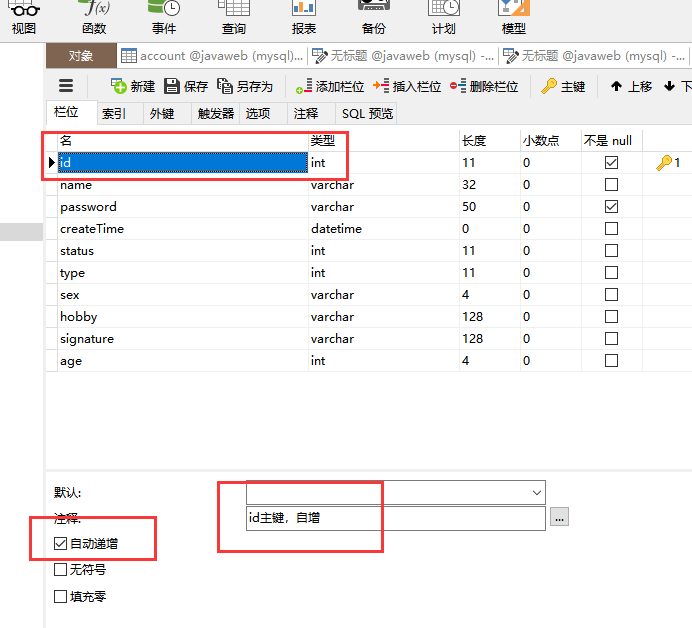 视图 函数 事件 查询 报表 备份 计划 模型
对象 account @javaweb (mysql)... 无标题 @javaweb (mysql) -... 无标题 @javaweb (mysql) -...
新建 保存 另存为 添加栏位 插入栏位 删除栏位 主键 上移 下
栏位 索引 外键 触发器 选项 注释 SQL 预览
名 类型 长度 小数点 不是 null
id int 11 0 1
name varchar 32 0
password varchar 50 0
createTime datetime 0 0
status int 11 0
type int 11 0
sex varchar 4 0
hobby varchar 128 0
signature varchar 128 0
age int 4 0
默认:
注释: id主键，自增 ...
自动递增
无符号
填充零